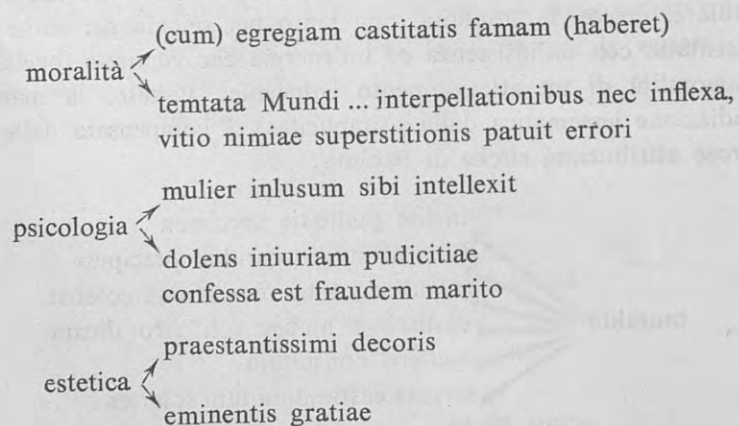 (cum) egregiam castitatis famam (haberet)
moralità
temtata Mundi ... interpellationibus nec inflexa,
vitio nimiae superstitionis patuit errori
mulier inlusum sibi intellexit
psicologia
dolens iniuriam pudicitiae
confessa est fraudem marito
praestantissimi decoris
estetica
eminentis gratiae